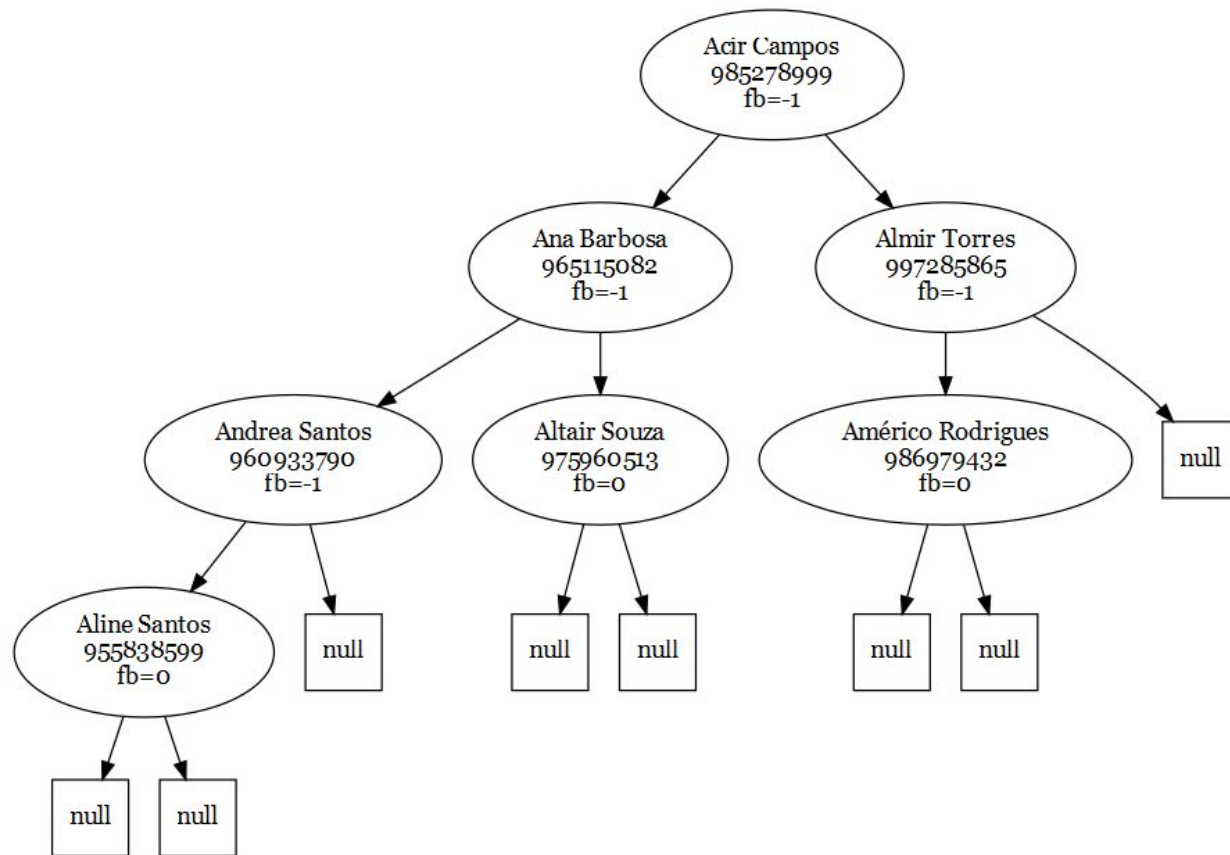 Acir Campos
985278999
fb=-1
Ana Barbosa
965115082
fb=-1
Almir Torres
997285865
fb=-1
Andrea Santos
960933790
fb=-1
Altair Souza
975960513
fb=0
Américo Rodrigues
986979432
fb=0
null
Aline Santos
955838599
fb=0
null
null
null
null
null
null
null